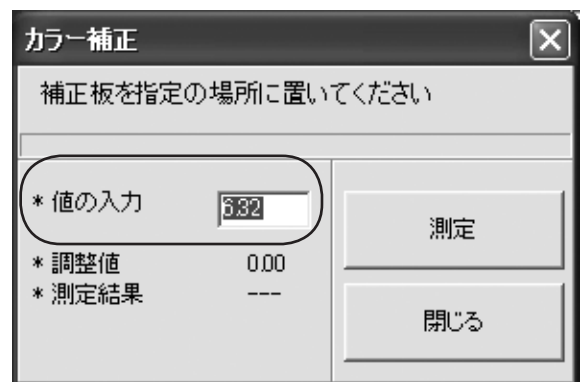 カラー補正
補正板を指定の場所に置いてください
* 値の入力 6.32
* 調整値 0.00
* 測定結果 ---
測定
閉じる